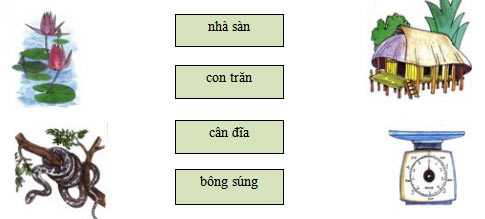 nhà sàn
con trăn
cân đĩa
bông súng